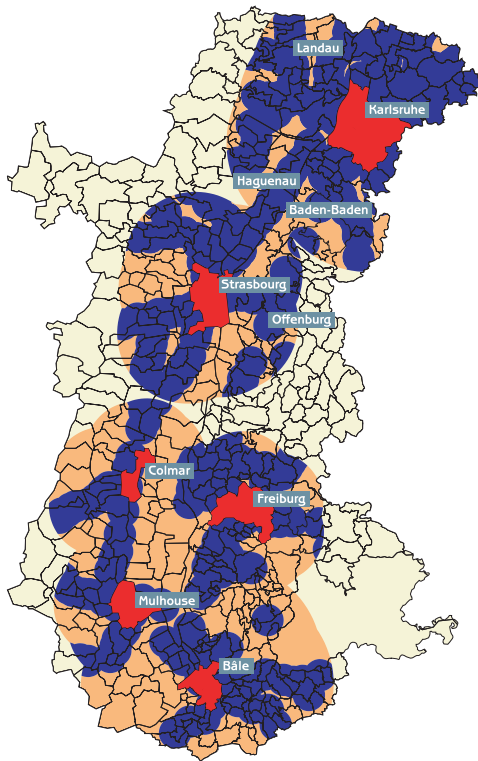 Landau
Karlsruhe
Haguenau
Baden-Baden
Strasbourg
Offenburg
Colmar
Freiburg
Mulhouse
Bâle